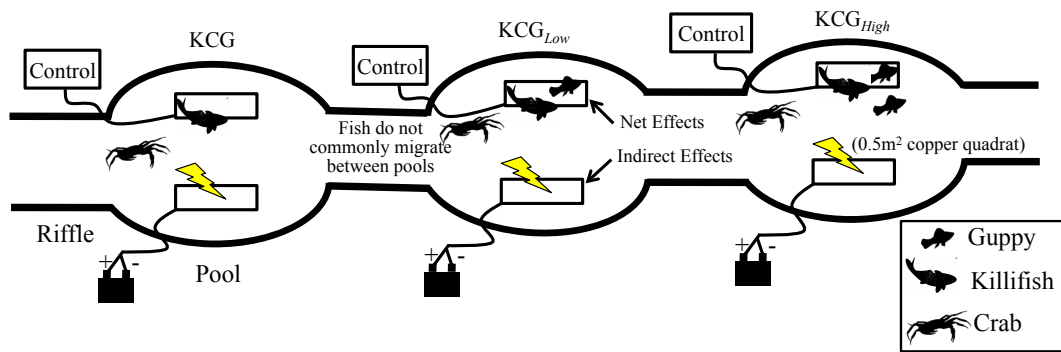 KCG
KCG_Low
KCG_High
Control
Control
Control
Fish do not
commonly migrate
between pools
Net Effects
Indirect Effects
(0.5m² copper quadrat)
Riffle
Pool
+ -
+ -
+ -
Guppy
Killifish
Crab